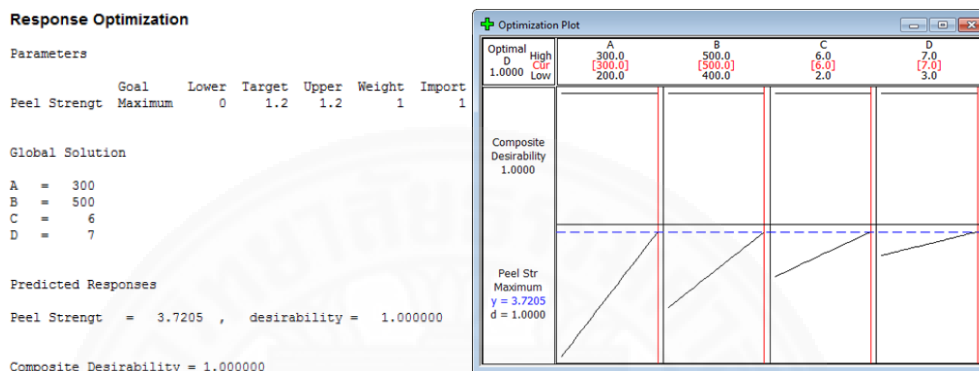 Response Optimization
Parameters
Goal Lower Target Upper Weight Import
Peel Strengt Maximum 0 1.2 1.2 1 1
Global Solution
A = 300
B = 500
C = 6
D = 7
Predicted Responses
Peel Strengt = 3.7205 , desirability = 1.000000
Composite Desirability = 1.000000
Optimization Plot
Optimal
D
1.0000
High
Cur
Low
A
300.0
[300.0]
200.0
B
500.0
[500.0]
400.0
C
6.0
[6.0]
2.0
D
7.0
[7.0]
3.0
Composite
Desirability
1.0000
Peel Str
Maximum
y = 3.7205
d = 1.0000